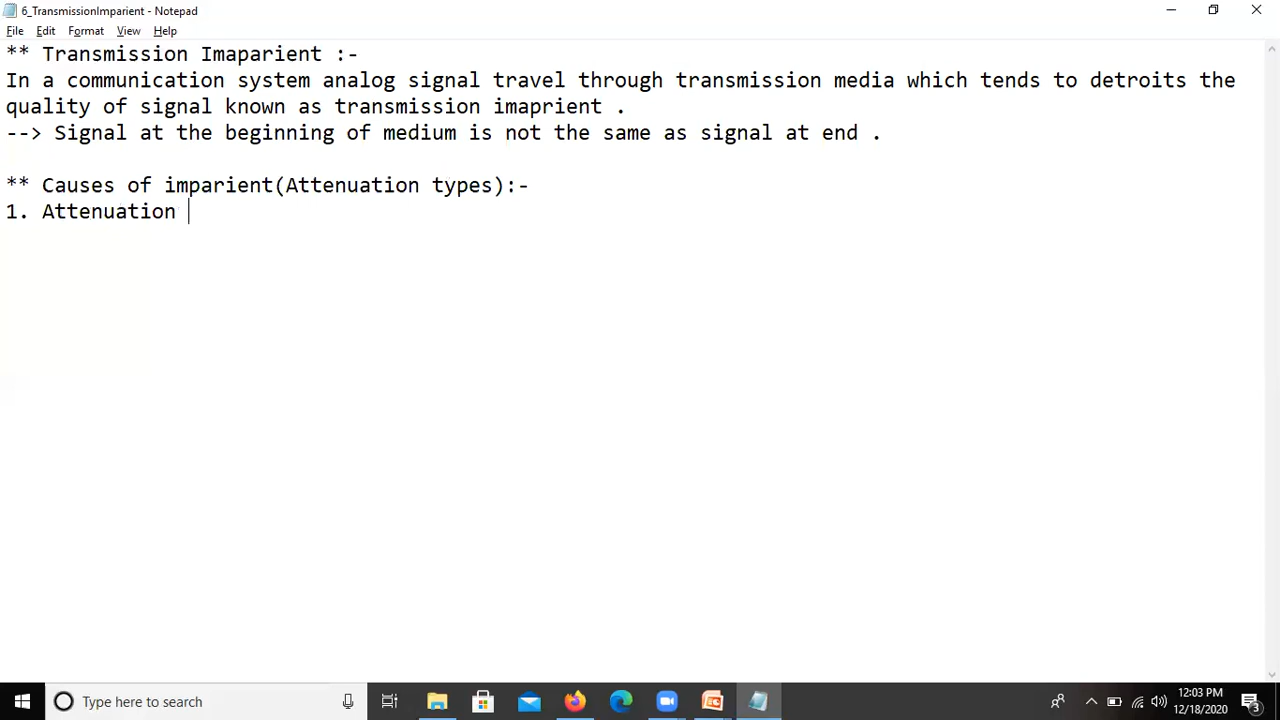 6_TransmissionImparient - Notepad
File Edit Format View Help
** Transmission Imaparient :-
In a communication system analog signal travel through transmission media which tends to detroits the
quality of signal known as transmission imaprient .
--> Signal at the beginning of medium is not the same as signal at end .
** Causes of imparient(Attenuation types):-
1. Attenuation
Type here to search
12:03 PM
12/18/2020
3